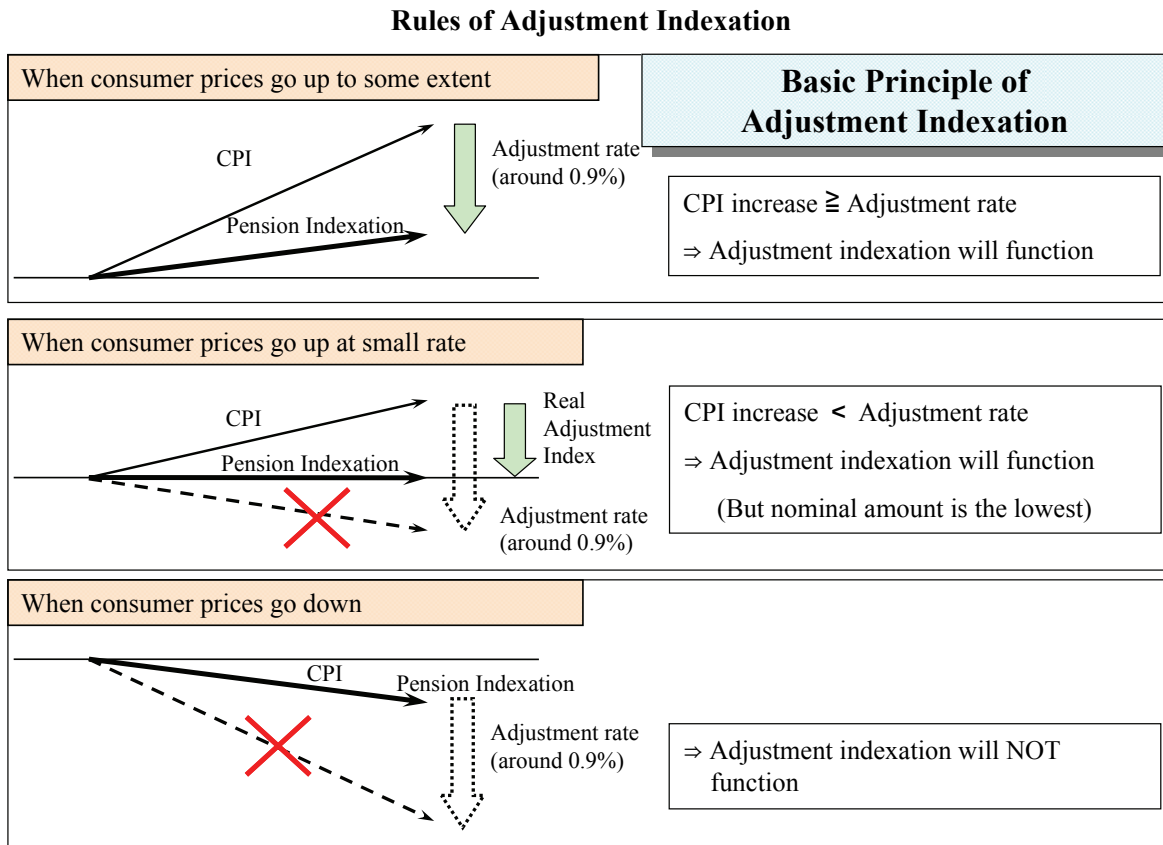 Rules of Adjustment Indexation
When consumer prices go up to some extent
Basic Principle of
Adjustment Indexation
CPI
Adjustment rate
(around 0.9%)
Pension Indexation
CPI increase ≧ Adjustment rate
⇒ Adjustment indexation will function
When consumer prices go up at small rate
CPI
Real
Adjustment
Index
Pension Indexation
Adjustment rate
(around 0.9%)
CPI increase < Adjustment rate
⇒ Adjustment indexation will function
(But nominal amount is the lowest)
When consumer prices go down
CPI
Pension Indexation
Adjustment rate
(around 0.9%)
⇒ Adjustment indexation will NOT
function